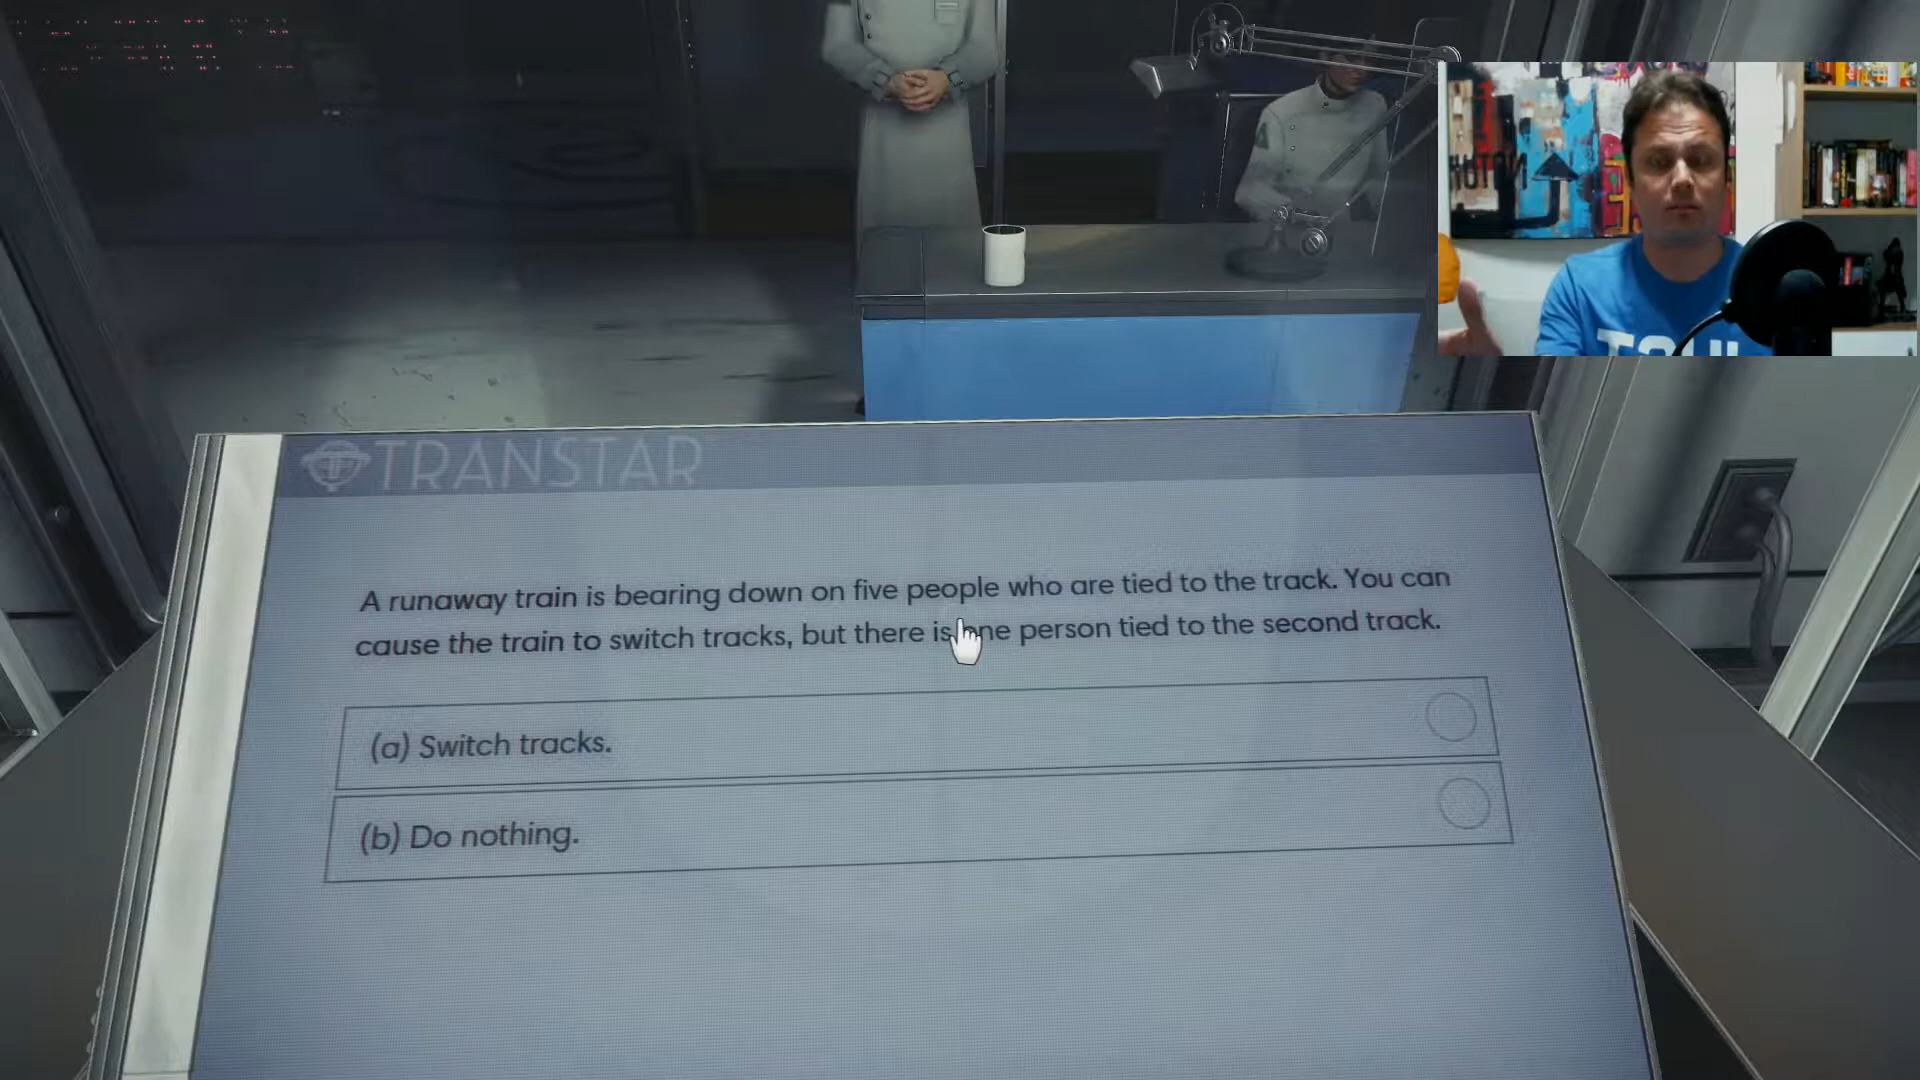 TRANSTAR
A runaway train is bearing down on five people who are tied to the track. You can
cause the train to switch tracks, but there is one person tied to the second track.
(a) Switch tracks.
(b) Do nothing.